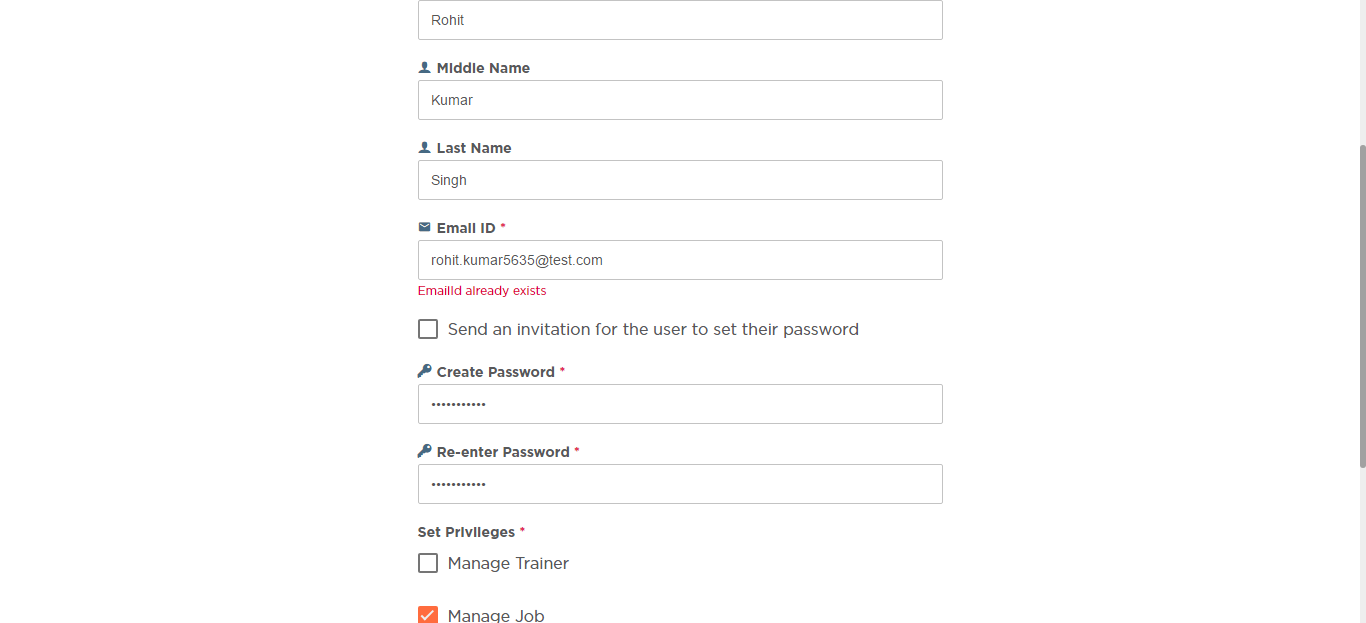 Rohit
Middle Name
Kumar
Last Name
Singh
Email ID *
rohit.kumar5635@test.com
EmailId already exists
Send an invitation for the user to set their password
Create Password *
•••••••••••
Re-enter Password *
•••••••••••
Set Privileges *
Manage Trainer
Manage Job